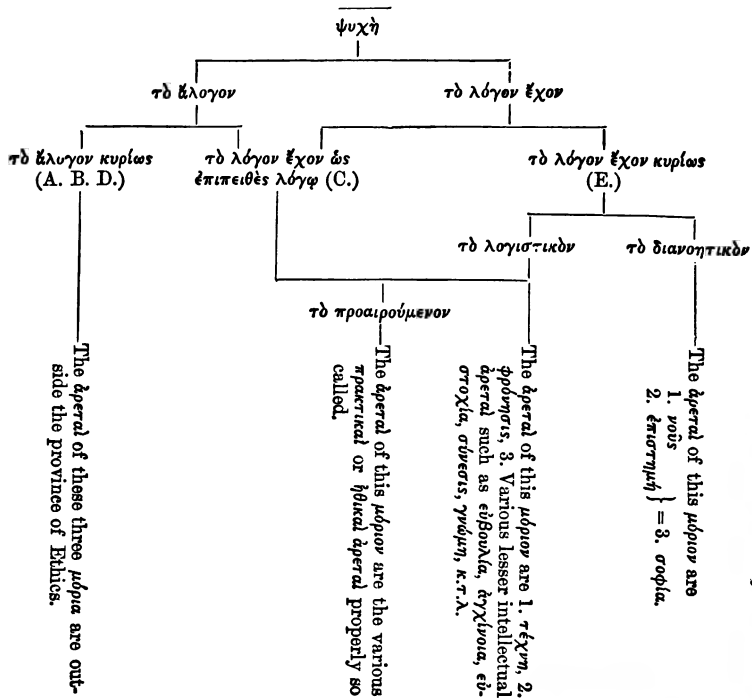 ψυχὴ
τὸ ἄλογον
τὸ λόγον ἔχον
τὸ ἄλυγον κυρίως
(A. B. D.)
τὸ λόγον ἔχον ὡς
ἐπιπειθὲς λόγῳ (C.)
τὸ λόγον ἔχον κυρίως
(E.)
τὸ λογιστικὸν
τὸ διανοητικὸν
τὸ προαιρούμενον
The ἀρεταὶ of these three μόρια are out-
side the province of Ethics.
The ἀρεταὶ of this μόριον are the various
πρακτικαὶ or ἠθικαὶ ἀρεταὶ properly so
called.
The ἀρεταὶ of this μόριον are 1. τέχνη, 2.
φρόνησις, 3. Various lesser intellectual
ἀρεταὶ such as εὐβουλία, ἀγχίνοια, εὐ-
στοχία, σύνεσις, γνώμη, κ.τ.λ.
The ἀρεταὶ of this μόριον are
1. νοῦς
2. ἐπιστημή } = 3. σοφία.